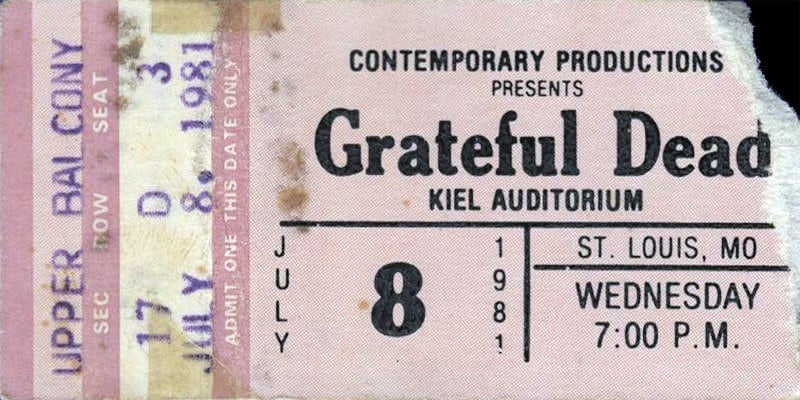 UPPER BALCONY
SEC ROW SEAT
17 D 3
JULY 8, 1981
ADMIT ONE THIS DATE ONLY
CONTEMPORARY PRODUCTIONS
PRESENTS
Grateful Dead
KIEL AUDITORIUM
JULY
8
1981
ST. LOUIS, MO
WEDNESDAY
7:00 P.M.